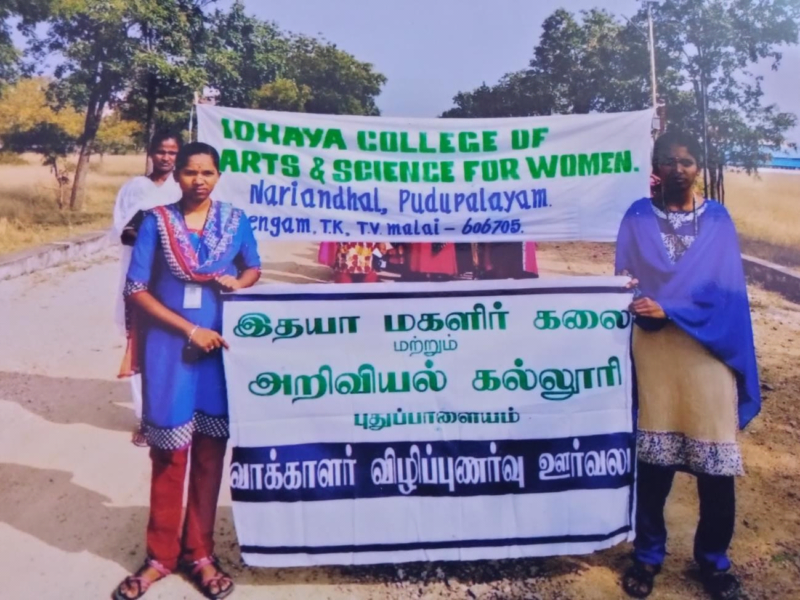 IDHAYA COLLEGE OF
ARTS & SCIENCE FOR WOMEN.
Nariandhal, Pudupalayam.
engam, T.K, T.V malai - 606705.
இதயா மகளிர் கலை
மற்றும்
அறிவியல் கல்லூரி
புதுப்பாளையம்
வாக்காளர் விழிப்புணர்வு ஊர்வல